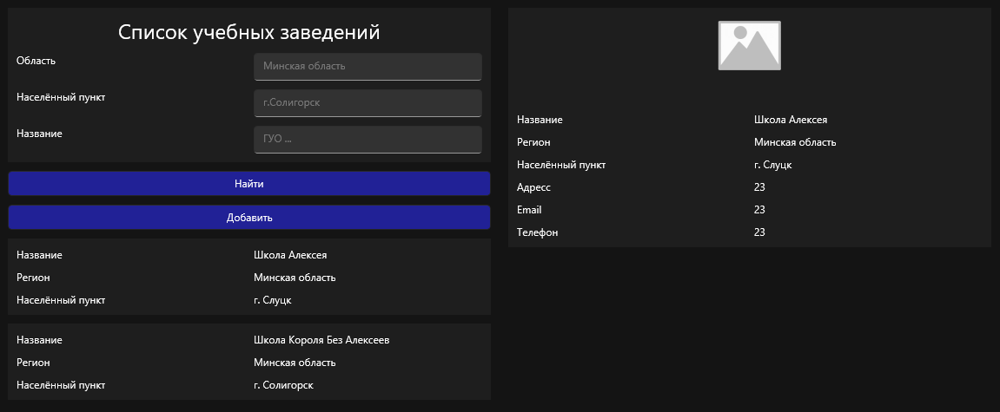 Список учебных заведений
Область Минская область
Населённый пункт г.Солигорск
Название ГУО ...
Найти
Добавить
Название Школа Алексея
Регион Минская область
Населённый пункт г. Слуцк
Название Школа Короля Без Алексеев
Регион Минская область
Населённый пункт г. Солигорск
Название Школа Алексея
Регион Минская область
Населённый пункт г. Слуцк
Адресс 23
Email 23
Телефон 23